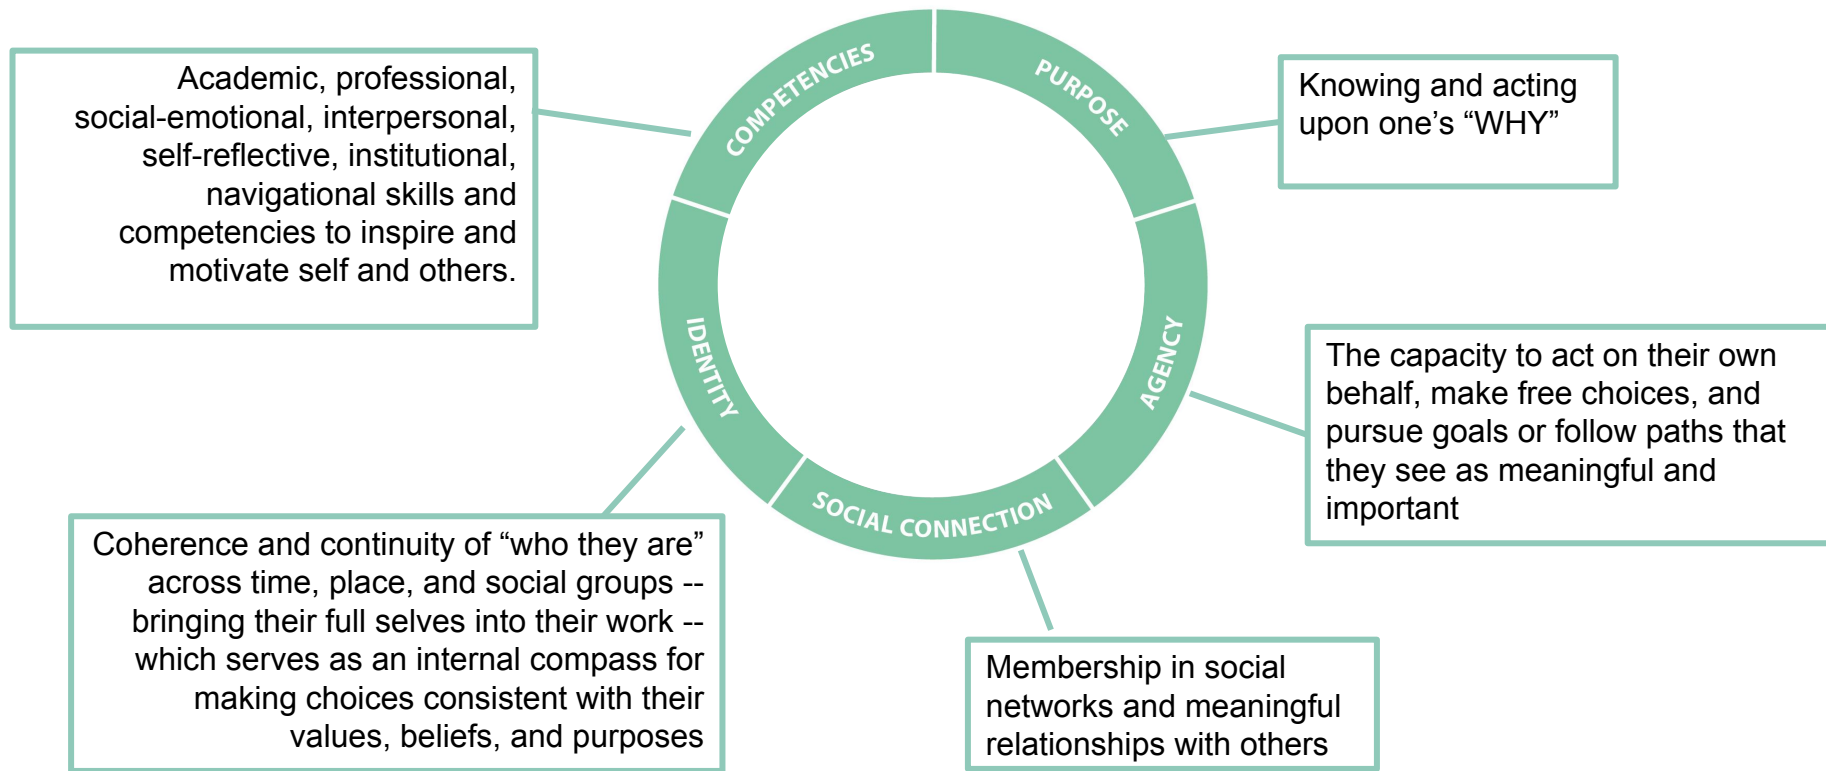 COMPETENCIES
PURPOSE
AGENCY
SOCIAL CONNECTION
IDENTITY
Academic, professional,
social-emotional, interpersonal,
self-reflective, institutional,
navigational skills and
competencies to inspire and
motivate self and others.
Knowing and acting
upon one’s “WHY”
The capacity to act on their own
behalf, make free choices, and
pursue goals or follow paths that
they see as meaningful and
important
Coherence and continuity of “who they are”
across time, place, and social groups --
bringing their full selves into their work --
which serves as an internal compass for
making choices consistent with their
values, beliefs, and purposes
Membership in social
networks and meaningful
relationships with others